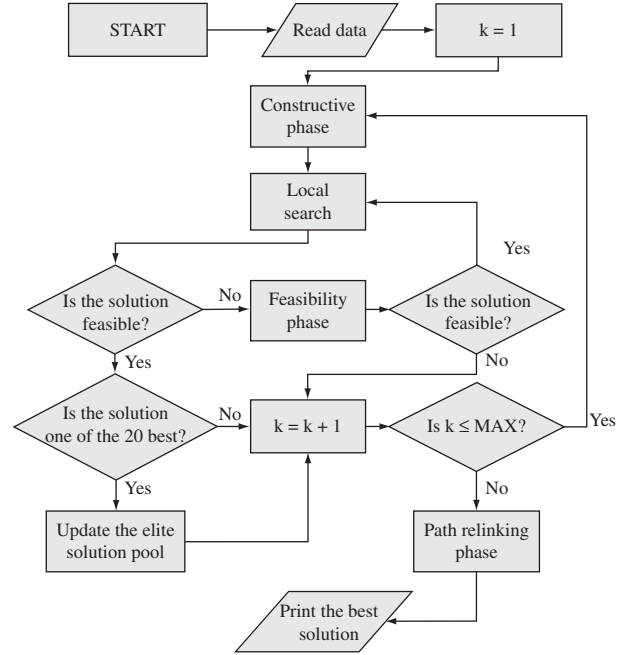 START
Read data
k = 1
Constructive
phase
Local
search
Yes
Is the solution
feasible?
No
Feasibility
phase
Is the solution
feasible?
Yes
No
Is the solution
one of the 20 best?
No
k = k + 1
Is k ≤ MAX?
Yes
Yes
No
Update the elite
solution pool
Path relinking
phase
Print the best
solution